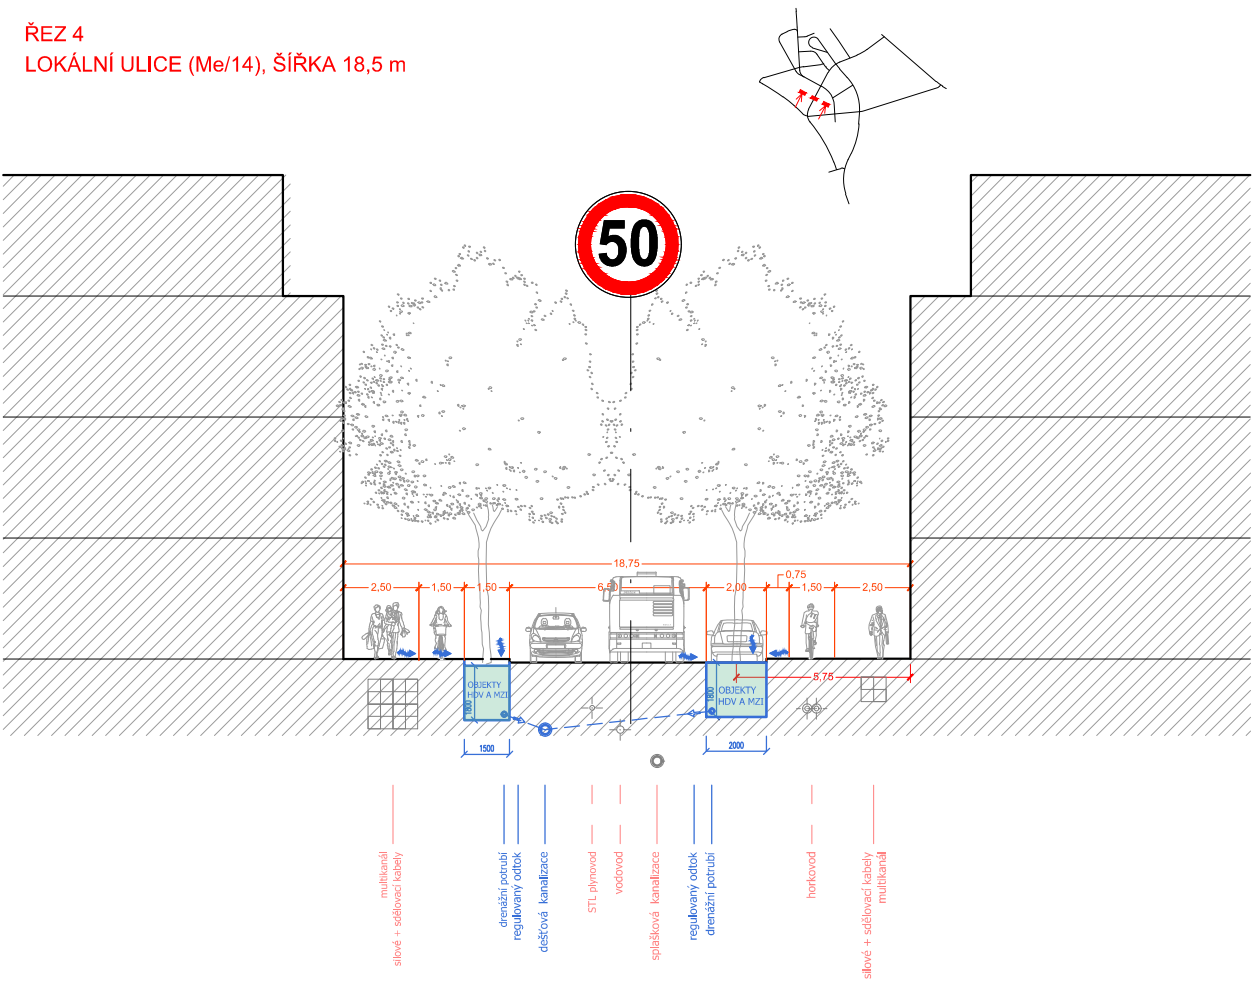 ŘEZ 4
LOKÁLNÍ ULICE (Me/14), ŠÍŘKA 18,5 m
50
18,75
2,50
1,50
1,50
6,50
2,00
0,75
1,50
2,50
5,75
OBJEKTY
HDV A MZI
1800
OBJEKTY
HDV A MZI
1800
1500
2000
multikanál
silové + sdělovací kabely
drenážní potrubí
regulovaný odtok
dešťová kanalizace
STL plynovod
vodovod
splašková kanalizace
regulovaný odtok
drenážní potrubí
horkovod
silové + sdělovací kabely
multikanál